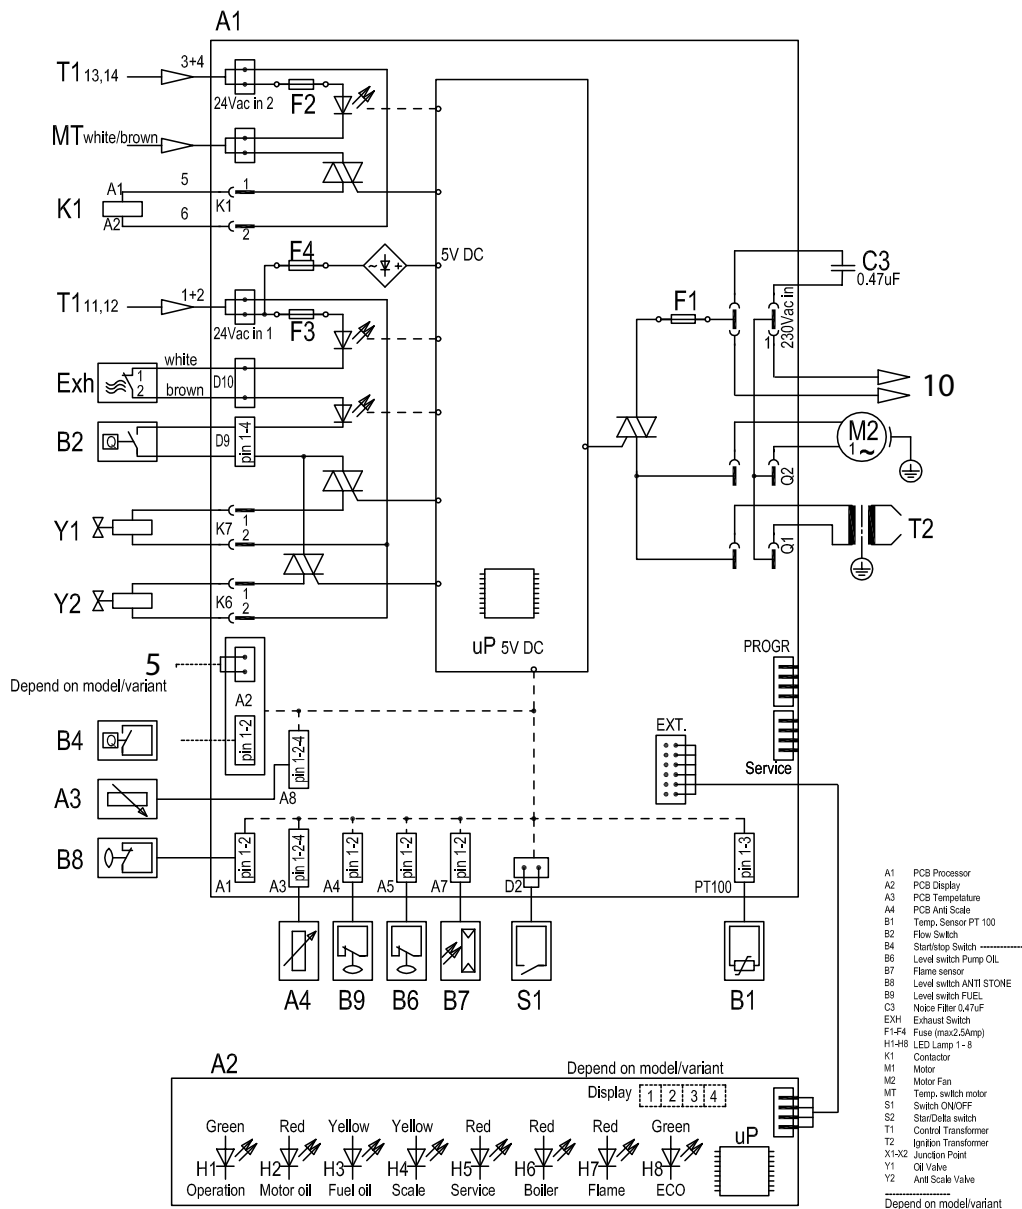 A1
T1 13,14
3+4
24Vac in 2
F2
MT white/brown
K1
A1
A2
5
6
K1
1
2
F4
~ +
5V DC
T1 11,12
1+2
24Vac in 1
F3
F1
C3
0.47uF
230Vac in
1
10
Exh
1
2
white
brown
D10
B2
Q
D9
pin 1-4
M2
1~
Q2
Y1
K7
1
2
Q1
T2
Y2
K6
1
2
uP 5V DC
5
Depend on model/variant
A2
pin 1-2
B4
Q
PROGR
Service
EXT.
A3
pin 1-2-4
A8
B8
pin 1-2
A1
pin 1-2-4
A3
pin 1-2
A4
pin 1-2
A5
pin 1-2
A7
D2
pin 1-3
PT100
A4
B9
B6
B7
S1
B1
A1 PCB Processor
A2 PCB Display
A3 PCB Tempetature
A4 PCB Anti Scale
B1 Temp. Sensor PT 100
B2 Flow Switch
B4 Start/stop Switch ------------
B6 Level switch Pump OIL
B7 Flame sensor
B8 Level switch ANTI STONE
B9 Level switch FUEL
C3 Noice Filter 0,47uF
EXH Exhaust Switch
F1-F4 Fuse (max2.5Amp)
H1-H8 LED Lamp 1 - 8
K1 Contactor
M1 Motor
M2 Motor Fan
MT Temp. switch motor
S1 Switch ON/OFF
S2 Star/Delta switch
T1 Control Transformer
T2 Ignition Transformer
X1-X2 Junction Point
Y1 Oil Valve
Y2 Anti Scale Valve
--------------------
Depend on model/variant
A2
Depend on model/variant
Display 1 2 3 4
Green Red Yellow Yellow Red Red Red Green
H1 H2 H3 H4 H5 H6 H7 H8
Operation Motor oil Fuel oil Scale Service Boiler Flame ECO
uP